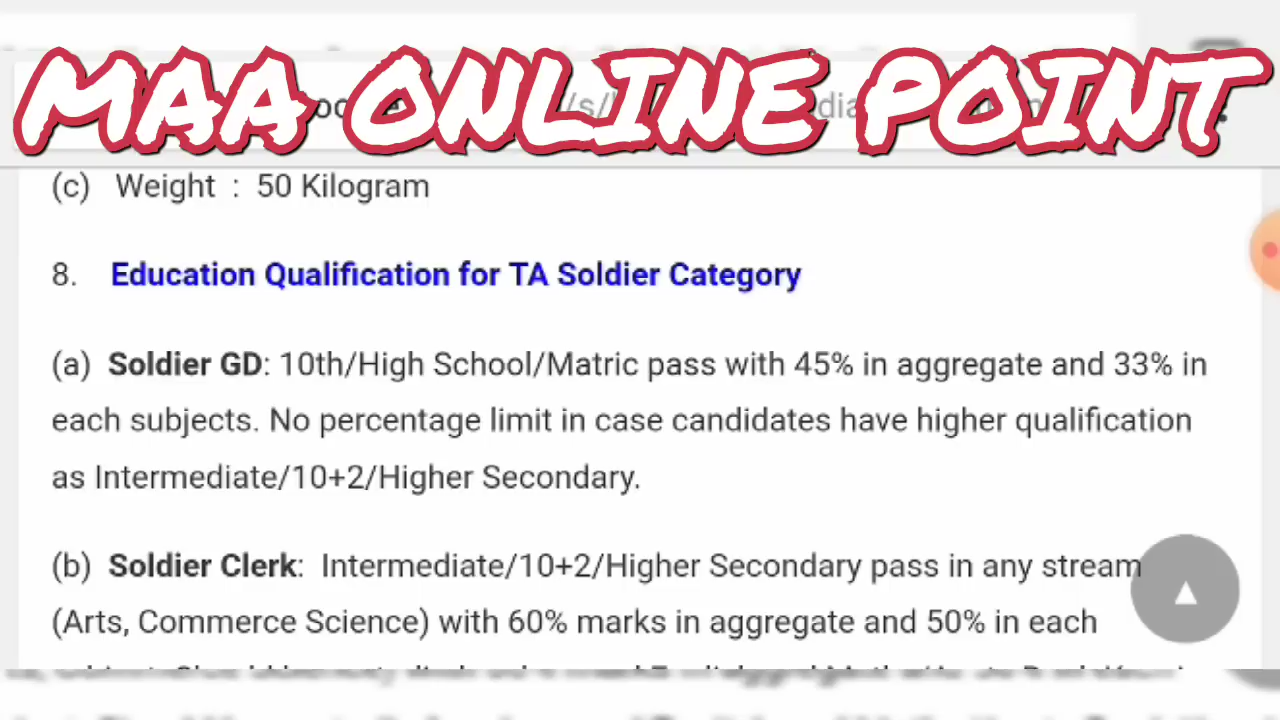 MAA ONLINE POINT
(c) Weight : 50 Kilogram
8. Education Qualification for TA Soldier Category
(a) Soldier GD: 10th/High School/Matric pass with 45% in aggregate and 33% in
each subjects. No percentage limit in case candidates have higher qualification
as Intermediate/10+2/Higher Secondary.
(b) Soldier Clerk: Intermediate/10+2/Higher Secondary pass in any stream
(Arts, Commerce Science) with 60% marks in aggregate and 50% in each